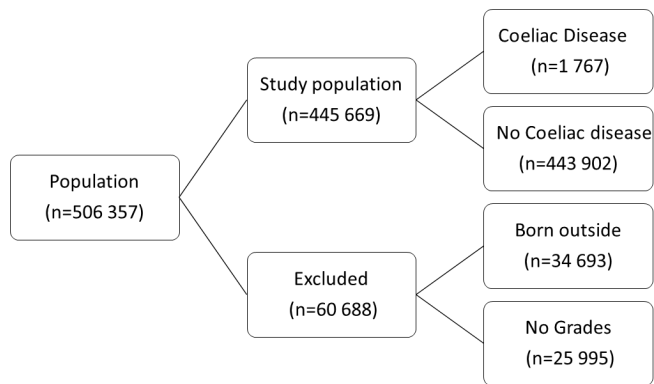 Population
(n=506 357)
Study population
(n=445 669)
Excluded
(n=60 688)
Coeliac Disease
(n=1 767)
No Coeliac disease
(n=443 902)
Born outside
(n=34 693)
No Grades
(n=25 995)